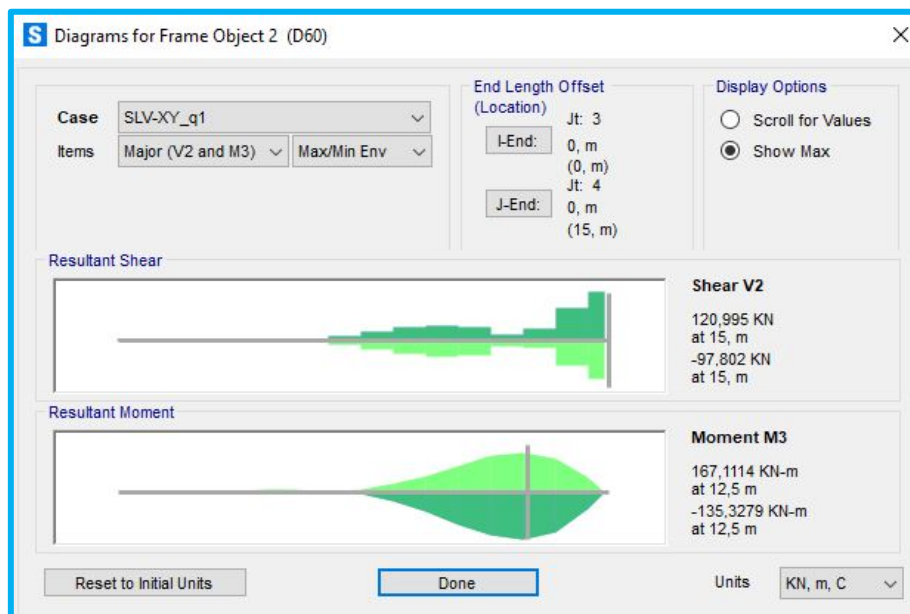 S Diagrams for Frame Object 2 (D60)
Case SLV-XY_q1
Items Major (V2 and M3) Max/Min Env
End Length Offset
(Location)
I-End:
Jt: 3
0, m
(0, m)
J-End:
Jt: 4
0, m
(15, m)
Display Options
Scroll for Values
Show Max
Resultant Shear
Shear V2
120,995 KN
at 15, m
-97,802 KN
at 15, m
Resultant Moment
Moment M3
167,1114 KN-m
at 12,5 m
-135,3279 KN-m
at 12,5 m
Reset to Initial Units
Done
Units KN, m, C